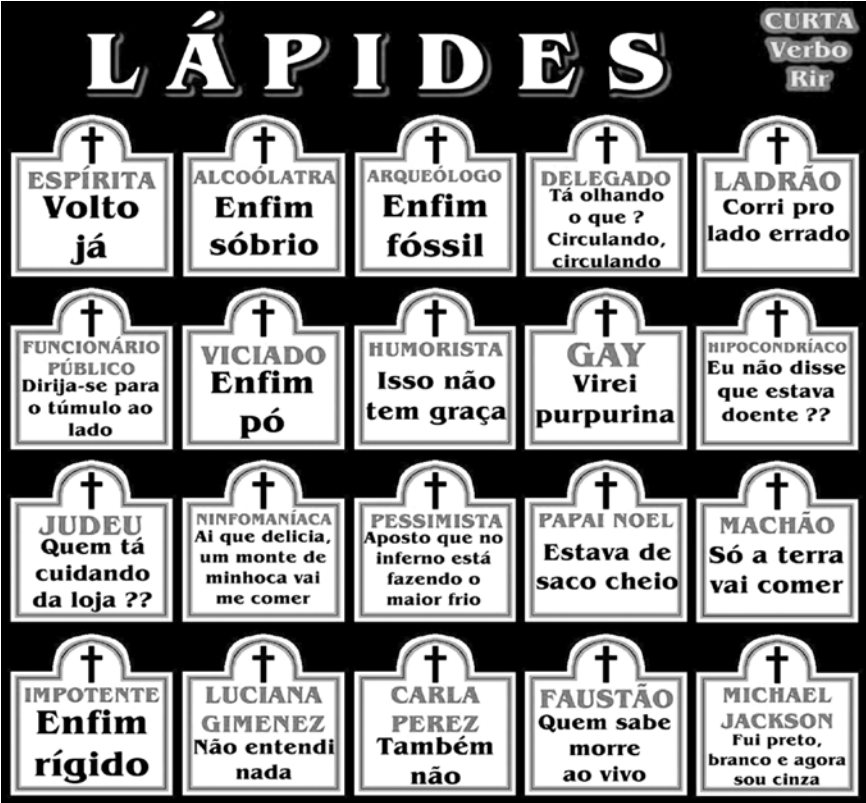 LÁPIDES
CURTA
Verbo
Rir
ESPÍRITA
Volto
já
ALCOÓLATRA
Enfim
sóbrio
ARQUEÓLOGO
Enfim
fóssil
DELEGADO
Tá olhando
o que ?
Circulando,
circulando
LADRÃO
Corri pro
lado errado
FUNCIONÁRIO
PÚBLICO
Dirija-se para
o túmulo ao
lado
VICIADO
Enfim
pó
HUMORISTA
Isso não
tem graça
GAY
Virei
purpurina
HIPOCONDRÍACO
Eu não disse
que estava
doente ??
JUDEU
Quem tá
cuidando
da loja ??
NINFOMANÍACA
Ai que delicia,
um monte de
minhoca vai
me comer
PESSIMISTA
Aposto que no
inferno está
fazendo o
maior frio
PAPAI NOEL
Estava de
saco cheio
MACHÃO
Só a terra
vai comer
IMPOTENTE
Enfim
rígido
LUCIANA
GIMENEZ
Não entendi
nada
CARLA
PEREZ
Também
não
FAUSTÃO
Quem sabe
morre
ao vivo
MICHAEL
JACKSON
Fui preto,
branco e agora
sou cinza